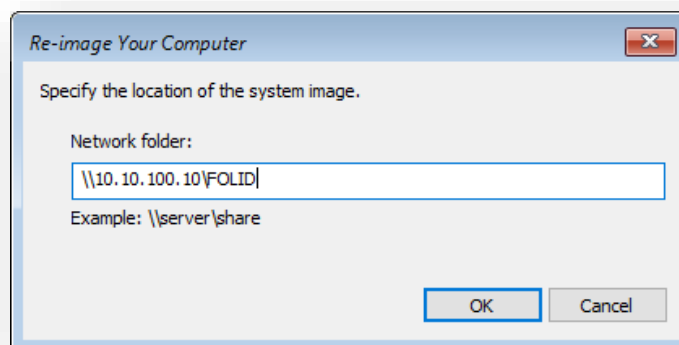 Re-image Your Computer
Specify the location of the system image.
Network folder:
\\10.10.100.10\FOLID
Example: \\server\share
OK Cancel